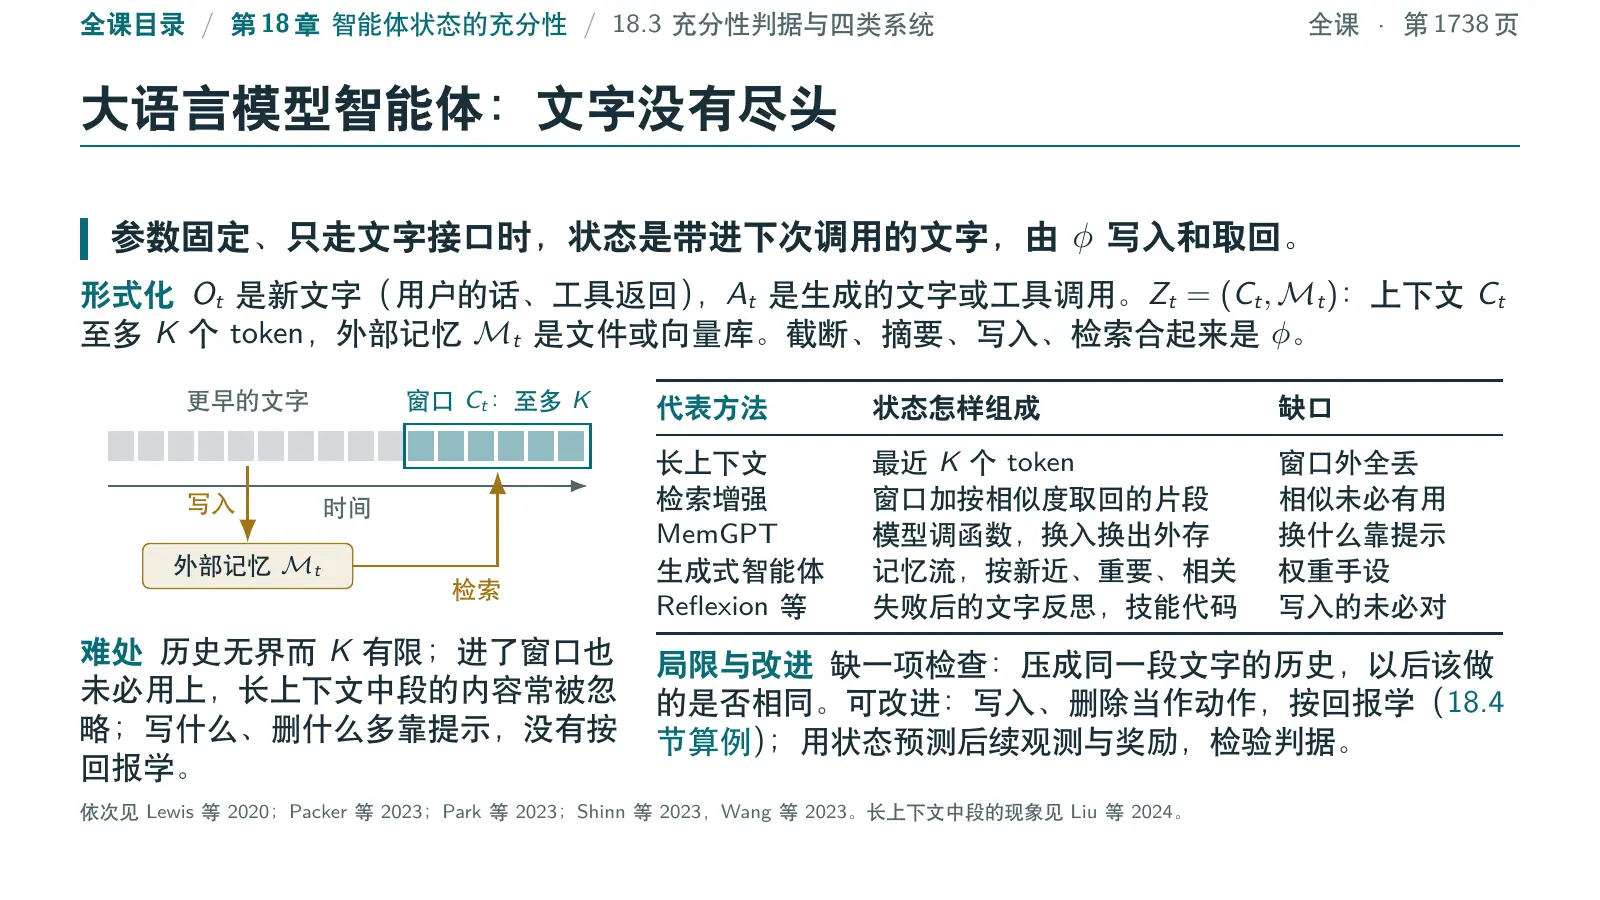 全课目录 / 第18章 智能体状态的充分性 / 18.3 充分性判据与四类系统
全课 · 第1738页
大语言模型智能体：文字没有尽头
参数固定、只走文字接口时，状态是带进下次调用的文字，由 ϕ 写入和取回。
形式化 Oₜ 是新文字（用户的话、工具返回），Aₜ 是生成的文字或工具调用。Zₜ = (Cₜ, ℳₜ)：上下文 Cₜ
至多 K 个 token，外部记忆 ℳₜ 是文件或向量库。截断、摘要、写入、检索合起来是 ϕ。
更早的文字
窗口 Cₜ：至多 K
写入
时间
外部记忆 ℳₜ
检索
难处 历史无界而 K 有限；进了窗口也
未必用上，长上下文中段的内容常被忽
略；写什么、删什么多靠提示，没有按
回报学。
代表方法 状态怎样组成 缺口
长上下文 最近 K 个 token 窗口外全丢
检索增强 窗口加按相似度取回的片段 相似未必有用
MemGPT 模型调函数，换入换出外存 换什么靠提示
生成式智能体 记忆流，按新近、重要、相关 权重手设
Reflexion 等 失败后的文字反思，技能代码 写入的未必对
局限与改进 缺一项检查：压成同一段文字的历史，以后该做
的是否相同。可改进：写入、删除当作动作，按回报学（18.4
节算例）；用状态预测后续观测与奖励，检验判据。
依次见 Lewis 等 2020；Packer 等 2023；Park 等 2023；Shinn 等 2023，Wang 等 2023。长上下文中段的现象见 Liu 等 2024。